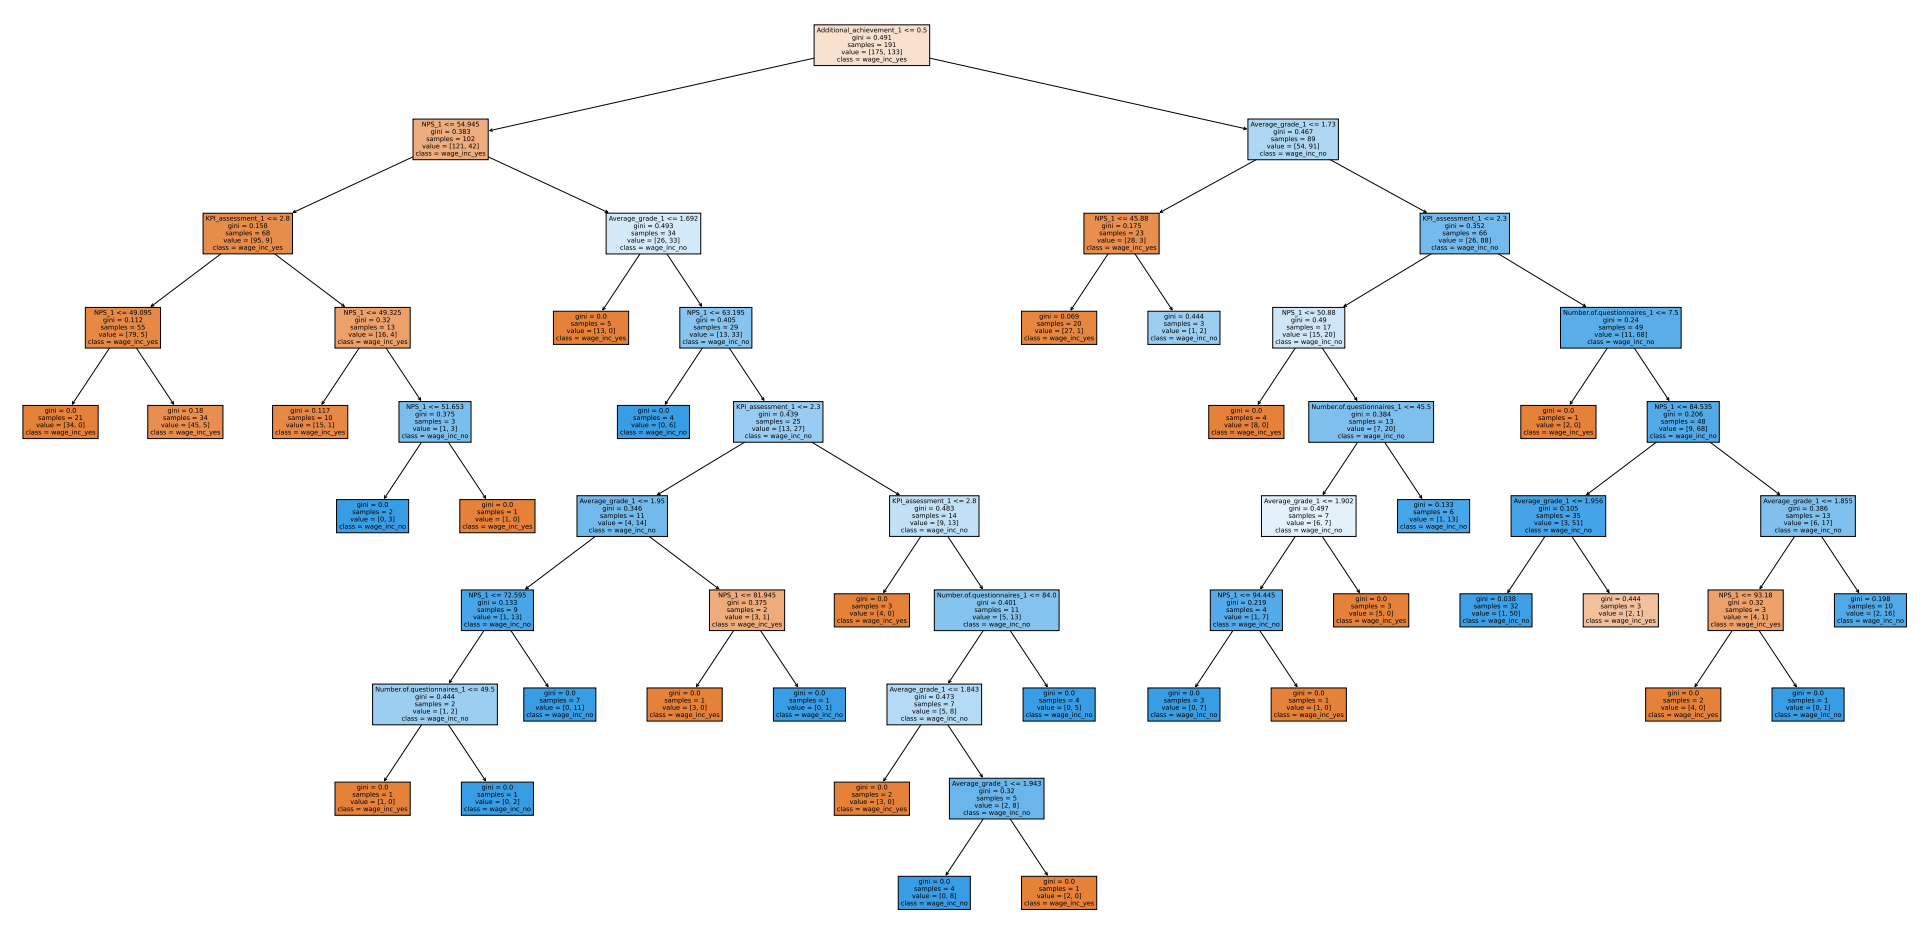 Additional_achievement_1 <= 0.5
gini = 0.491
samples = 191
value = [175, 133]
class = wage_inc_yes
NPS_1 <= 54.945
gini = 0.383
samples = 102
value = [121, 42]
class = wage_inc_yes
Average_grade_1 <= 1.73
gini = 0.467
samples = 89
value = [54, 91]
class = wage_inc_no
KPI_assessment_1 <= 2.8
gini = 0.158
samples = 68
value = [95, 9]
class = wage_inc_yes
Average_grade_1 <= 1.692
gini = 0.493
samples = 34
value = [26, 33]
class = wage_inc_no
NPS_1 <= 45.88
gini = 0.175
samples = 23
value = [28, 3]
class = wage_inc_yes
KPI_assessment_1 <= 2.3
gini = 0.352
samples = 66
value = [26, 88]
class = wage_inc_no
NPS_1 <= 49.095
gini = 0.112
samples = 55
value = [79, 5]
class = wage_inc_yes
NPS_1 <= 49.325
gini = 0.32
samples = 13
value = [16, 4]
class = wage_inc_yes
gini = 0.0
samples = 5
value = [13, 0]
class = wage_inc_yes
NPS_1 <= 63.195
gini = 0.405
samples = 29
value = [13, 33]
class = wage_inc_no
gini = 0.069
samples = 20
value = [27, 1]
class = wage_inc_yes
gini = 0.444
samples = 3
value = [1, 2]
class = wage_inc_no
NPS_1 <= 50.88
gini = 0.49
samples = 17
value = [15, 20]
class = wage_inc_no
Number.of.questionnaires_1 <= 7.5
gini = 0.24
samples = 49
value = [11, 68]
class = wage_inc_no
gini = 0.0
samples = 21
value = [34, 0]
class = wage_inc_yes
gini = 0.18
samples = 34
value = [45, 5]
class = wage_inc_yes
gini = 0.117
samples = 10
value = [15, 1]
class = wage_inc_yes
NPS_1 <= 51.653
gini = 0.375
samples = 3
value = [1, 3]
class = wage_inc_no
gini = 0.0
samples = 4
value = [0, 6]
class = wage_inc_no
KPI_assessment_1 <= 2.3
gini = 0.439
samples = 25
value = [13, 27]
class = wage_inc_no
gini = 0.0
samples = 4
value = [8, 0]
class = wage_inc_yes
Number.of.questionnaires_1 <= 45.5
gini = 0.384
samples = 13
value = [7, 20]
class = wage_inc_no
gini = 0.0
samples = 1
value = [2, 0]
class = wage_inc_yes
NPS_1 <= 84.535
gini = 0.206
samples = 48
value = [9, 68]
class = wage_inc_no
gini = 0.0
samples = 2
value = [0, 3]
class = wage_inc_no
gini = 0.0
samples = 1
value = [1, 0]
class = wage_inc_yes
Average_grade_1 <= 1.95
gini = 0.346
samples = 11
value = [4, 14]
class = wage_inc_no
KPI_assessment_1 <= 2.8
gini = 0.483
samples = 14
value = [9, 13]
class = wage_inc_no
Average_grade_1 <= 1.902
gini = 0.497
samples = 7
value = [6, 7]
class = wage_inc_no
gini = 0.133
samples = 6
value = [1, 13]
class = wage_inc_no
Average_grade_1 <= 1.956
gini = 0.105
samples = 35
value = [3, 51]
class = wage_inc_no
Average_grade_1 <= 1.855
gini = 0.386
samples = 13
value = [6, 17]
class = wage_inc_no
NPS_1 <= 72.595
gini = 0.133
samples = 9
value = [1, 13]
class = wage_inc_no
NPS_1 <= 81.945
gini = 0.375
samples = 2
value = [3, 1]
class = wage_inc_yes
gini = 0.0
samples = 3
value = [4, 0]
class = wage_inc_yes
Number.of.questionnaires_1 <= 84.0
gini = 0.401
samples = 11
value = [5, 13]
class = wage_inc_no
NPS_1 <= 94.445
gini = 0.219
samples = 4
value = [1, 7]
class = wage_inc_no
gini = 0.0
samples = 3
value = [5, 0]
class = wage_inc_yes
gini = 0.038
samples = 32
value = [1, 50]
class = wage_inc_no
gini = 0.444
samples = 3
value = [2, 1]
class = wage_inc_yes
NPS_1 <= 93.18
gini = 0.32
samples = 3
value = [4, 1]
class = wage_inc_yes
gini = 0.198
samples = 10
value = [2, 16]
class = wage_inc_no
Number.of.questionnaires_1 <= 49.5
gini = 0.444
samples = 2
value = [1, 2]
class = wage_inc_no
gini = 0.0
samples = 7
value = [0, 11]
class = wage_inc_no
gini = 0.0
samples = 1
value = [3, 0]
class = wage_inc_yes
gini = 0.0
samples = 1
value = [0, 1]
class = wage_inc_no
Average_grade_1 <= 1.843
gini = 0.473
samples = 7
value = [5, 8]
class = wage_inc_no
gini = 0.0
samples = 4
value = [0, 5]
class = wage_inc_no
gini = 0.0
samples = 3
value = [0, 7]
class = wage_inc_no
gini = 0.0
samples = 1
value = [1, 0]
class = wage_inc_yes
gini = 0.0
samples = 2
value = [4, 0]
class = wage_inc_yes
gini = 0.0
samples = 1
value = [0, 1]
class = wage_inc_no
gini = 0.0
samples = 1
value = [1, 0]
class = wage_inc_yes
gini = 0.0
samples = 1
value = [0, 2]
class = wage_inc_no
gini = 0.0
samples = 2
value = [3, 0]
class = wage_inc_yes
Average_grade_1 <= 1.943
gini = 0.32
samples = 5
value = [2, 8]
class = wage_inc_no
gini = 0.0
samples = 4
value = [0, 8]
class = wage_inc_no
gini = 0.0
samples = 1
value = [2, 0]
class = wage_inc_yes